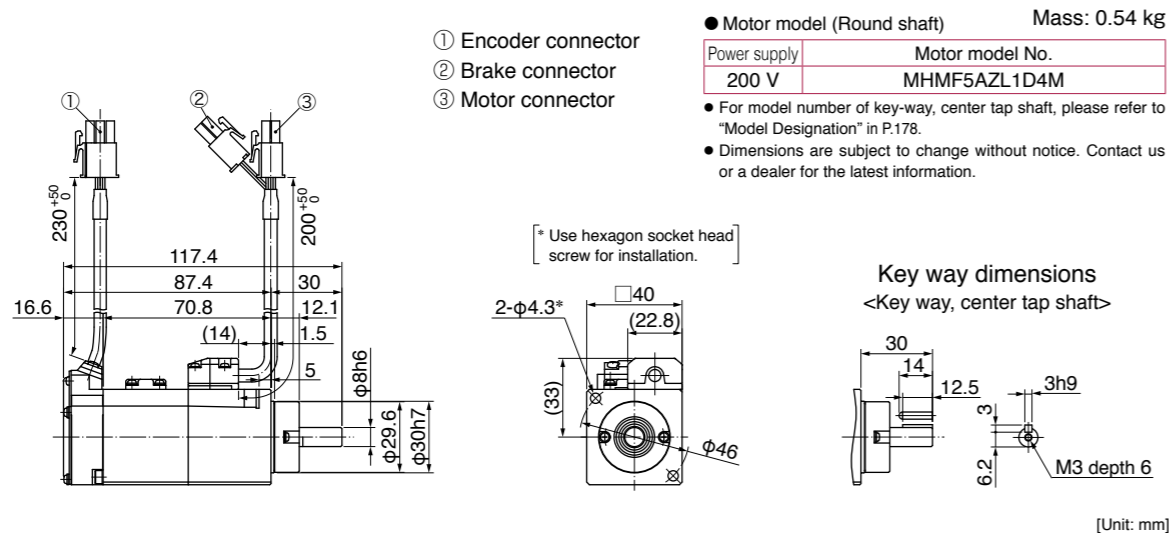 ① Encoder connector
② Brake connector
③ Motor connector
● Motor model (Round shaft) Mass: 0.54 kg
Power supply Motor model No.
200 V MHMF5AZL1D4M
● For model number of key-way, center tap shaft, please refer to
“Model Designation” in P.178.
● Dimensions are subject to change without notice. Contact us
or a dealer for the latest information.
① ② ③
230 +50 0
200 +50 0
117.4
87.4 30
16.6 70.8 12.1
(14) 1.5
5
φ8h6
φ29.6
φ30h7
[* Use hexagon socket head
screw for installation.]
□40
2-φ4.3*
(22.8)
(33)
φ46
Key way dimensions
<Key way, center tap shaft>
30
14
12.5
3h9
3
6.2
M3 depth 6
[Unit: mm]